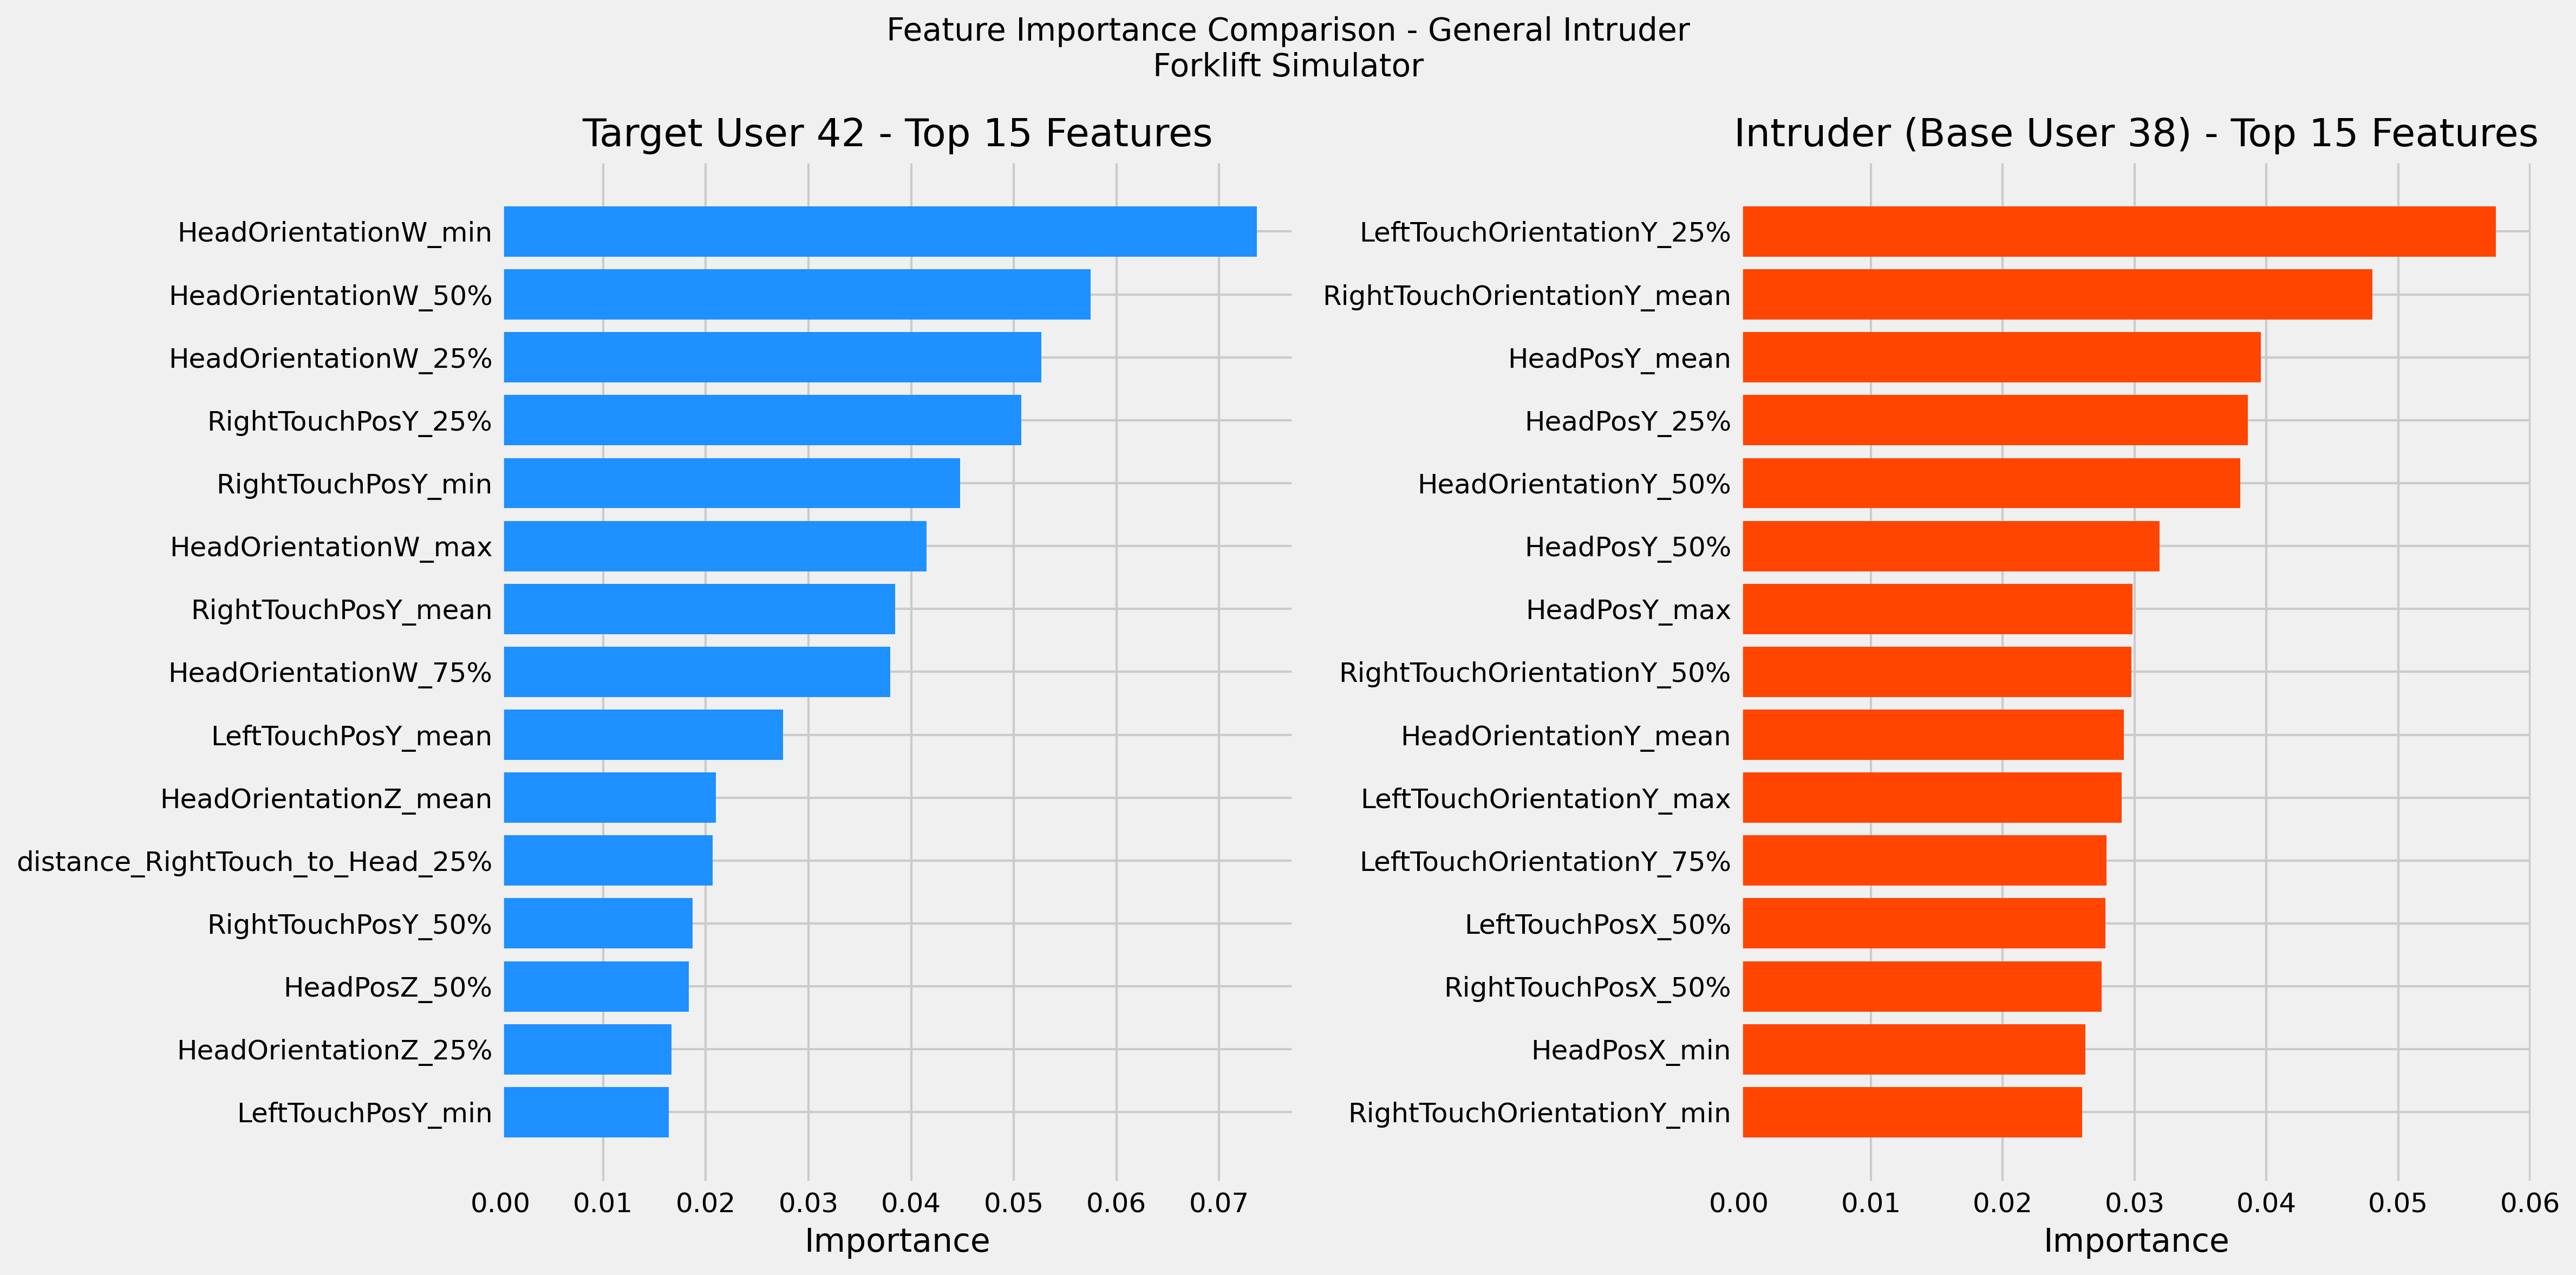 Feature Importance Comparison - General Intruder
Forklift Simulator
Target User 42 - Top 15 Features
HeadOrientationW_min
HeadOrientationW_50%
HeadOrientationW_25%
RightTouchPosY_25%
RightTouchPosY_min
HeadOrientationW_max
RightTouchPosY_mean
HeadOrientationW_75%
LeftTouchPosY_mean
HeadOrientationZ_mean
distance_RightTouch_to_Head_25%
RightTouchPosY_50%
HeadPosZ_50%
HeadOrientationZ_25%
LeftTouchPosY_min
0.00 0.01 0.02 0.03 0.04 0.05 0.06 0.07
Importance
Intruder (Base User 38) - Top 15 Features
LeftTouchOrientationY_25%
RightTouchOrientationY_mean
HeadPosY_mean
HeadPosY_25%
HeadOrientationY_50%
HeadPosY_50%
HeadPosY_max
RightTouchOrientationY_50%
HeadOrientationY_mean
LeftTouchOrientationY_max
LeftTouchOrientationY_75%
LeftTouchPosX_50%
RightTouchPosX_50%
HeadPosX_min
RightTouchOrientationY_min
0.00 0.01 0.02 0.03 0.04 0.05 0.06
Importance